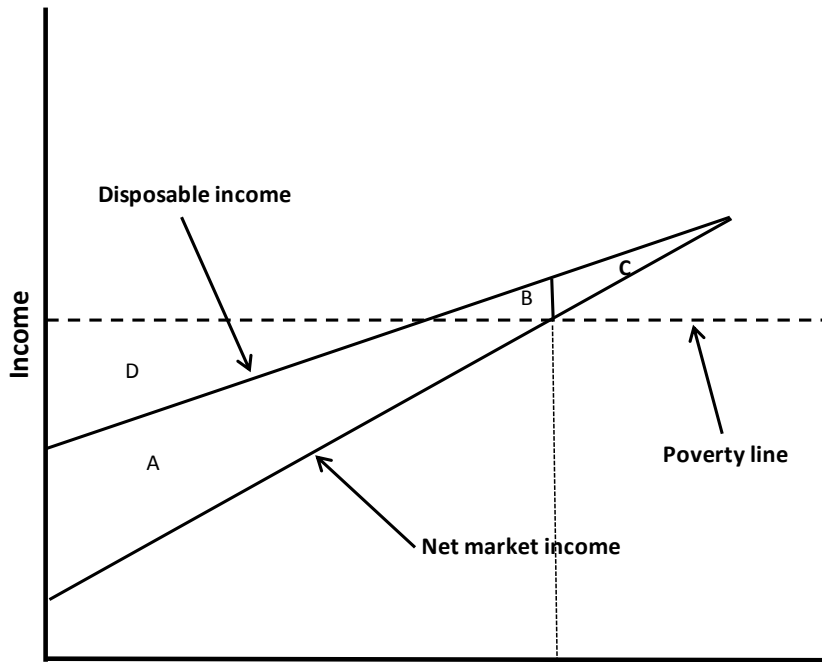 Disposable income
C
B
Income
D
Poverty line
A
Net market income